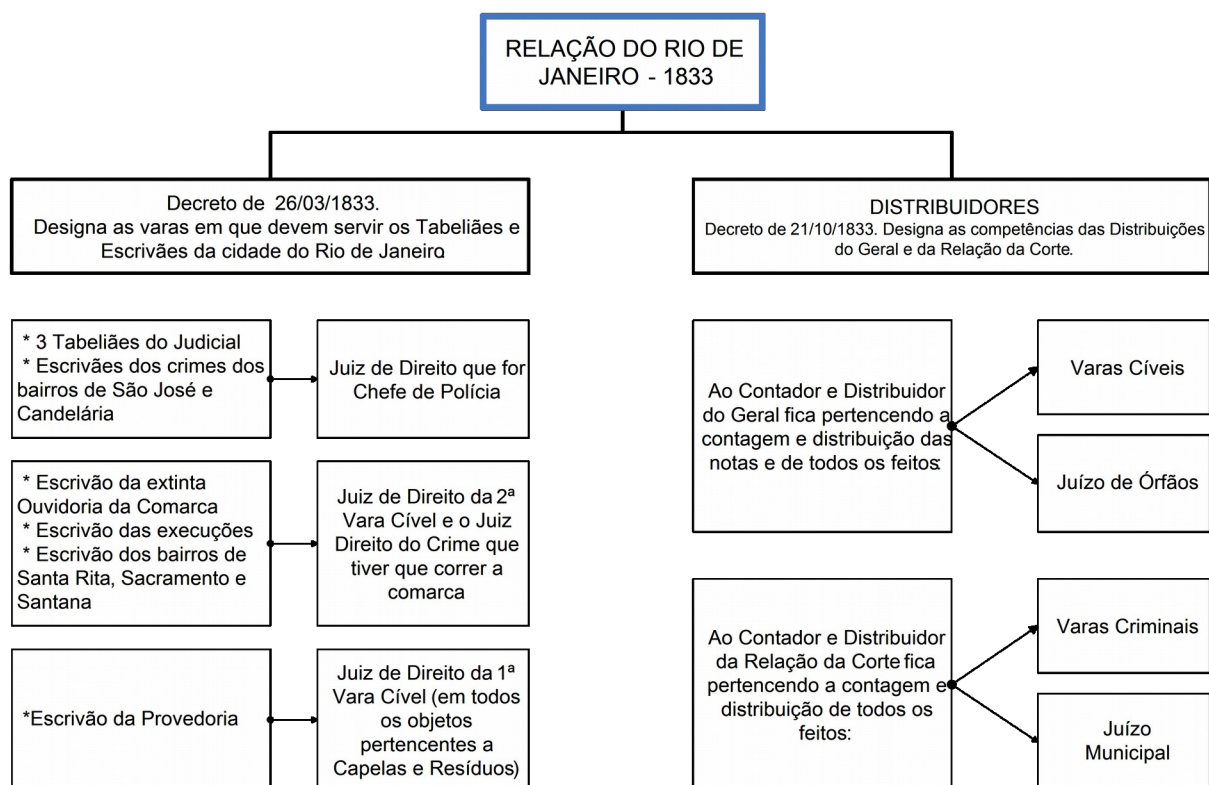 RELAÇÃO DO RIO DE
JANEIRO - 1833
Decreto de 26/03/1833.
Designa as varas em que devem servir os Tabeliães e
Escrivães da cidade do Rio de Janeiro.
DISTRIBUIDORES
Decreto de 21/10/1833. Designa as competências das Distribuições
do Geral e da Relação da Corte.
* 3 Tabeliães do Judicial
* Escrivães dos crimes dos
bairros de São José e
Candelária
Juiz de Direito que for
Chefe de Polícia
* Escrivão da extinta
Ouvidoria da Comarca
* Escrivão das execuções
* Escrivão dos bairros de
Santa Rita, Sacramento e
Santana
Juiz de Direito da 2ª
Vara Cível e o Juiz
Direito do Crime que
tiver que correr a
comarca
*Escrivão da Provedoria
Juiz de Direito da 1ª
Vara Cível (em todos
os objetos
pertencentes a
Capelas e Resíduos)
Ao Contador e Distribuidor
do Geral fica pertencendo a
contagem e distribuição das
notas e de todos os feitos:
Varas Cíveis
Juízo de Órfãos
Ao Contador e Distribuidor
da Relação da Corte fica
pertencendo a contagem e
distribuição de todos os
feitos:
Varas Criminais
Juízo
Municipal